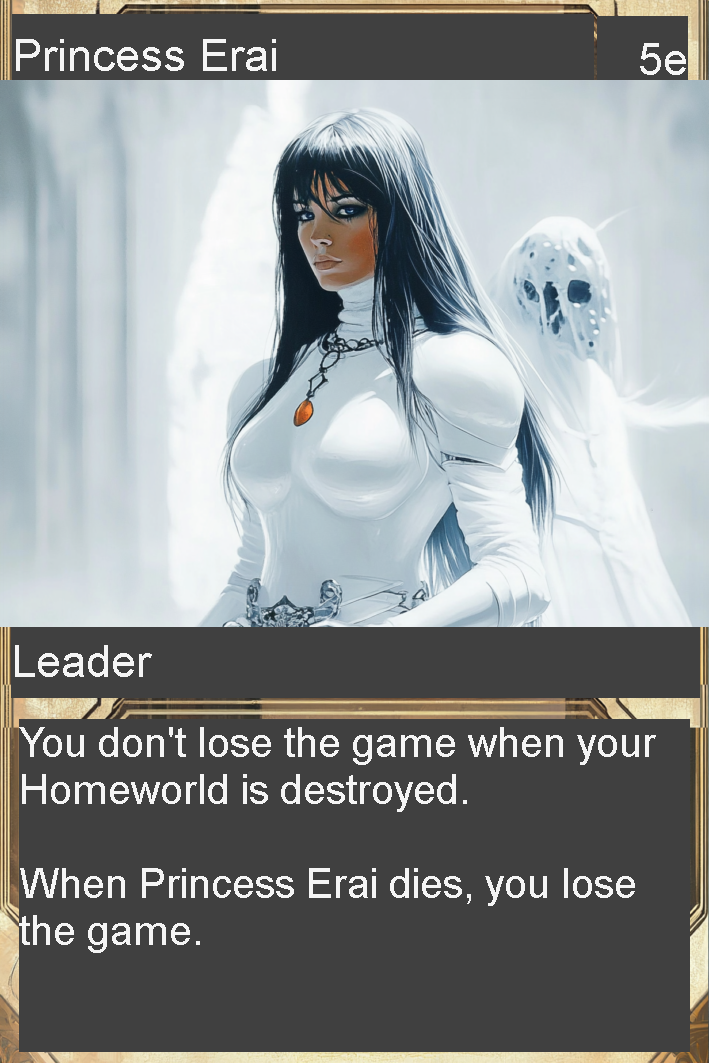 Princess Erai
5e
Leader
You don't lose the game when your
Homeworld is destroyed.
When Princess Erai dies, you lose
the game.